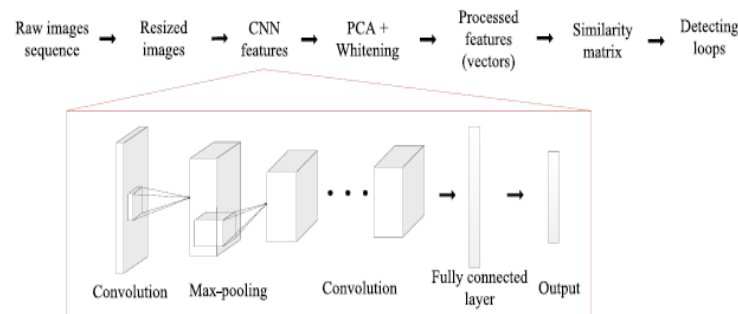 Raw images
sequence
Resized
images
CNN
features
PCA +
Whitening
Processed
features
(vectors)
Similarity
matrix
Detecting
loops
Convolution
Max-pooling
Convolution
Fully connected
layer
Output